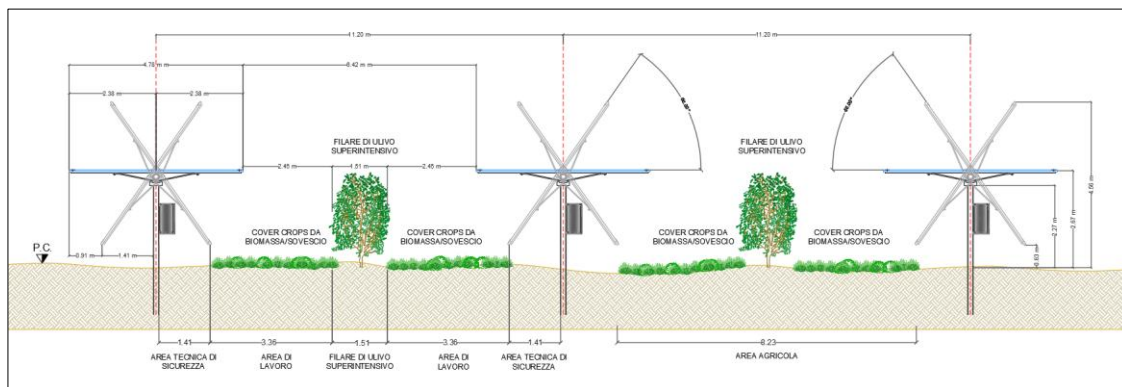 11.20 m
11.20 m
4.78 m m
6.42 m m
2.38 m
2.38 m
FILARE DI ULIVO
SUPERINTENSIVO
FILARE DI ULIVO
SUPERINTENSIVO
2.45 m
1.51 m
2.45 m
4.56 m
2.67 m
2.27 m
COVER CROPS DA
BIOMASSA/SOVESCIO
COVER CROPS DA
BIOMASSA/SOVESCIO
COVER CROPS DA
BIOMASSA/SOVESCIO
COVER CROPS DA
BIOMASSA/SOVESCIO
P.C.
0.91 m
1.41 m
1.41
3.36
1.51
3.36
1.41
8.23
AREA TECNICA DI
SICUREZZA
AREA DI
LAVORO
FILARE DI ULIVO
SUPERINTENSIVO
AREA DI
LAVORO
AREA TECNICA DI
SICUREZZA
AREA AGRICOLA